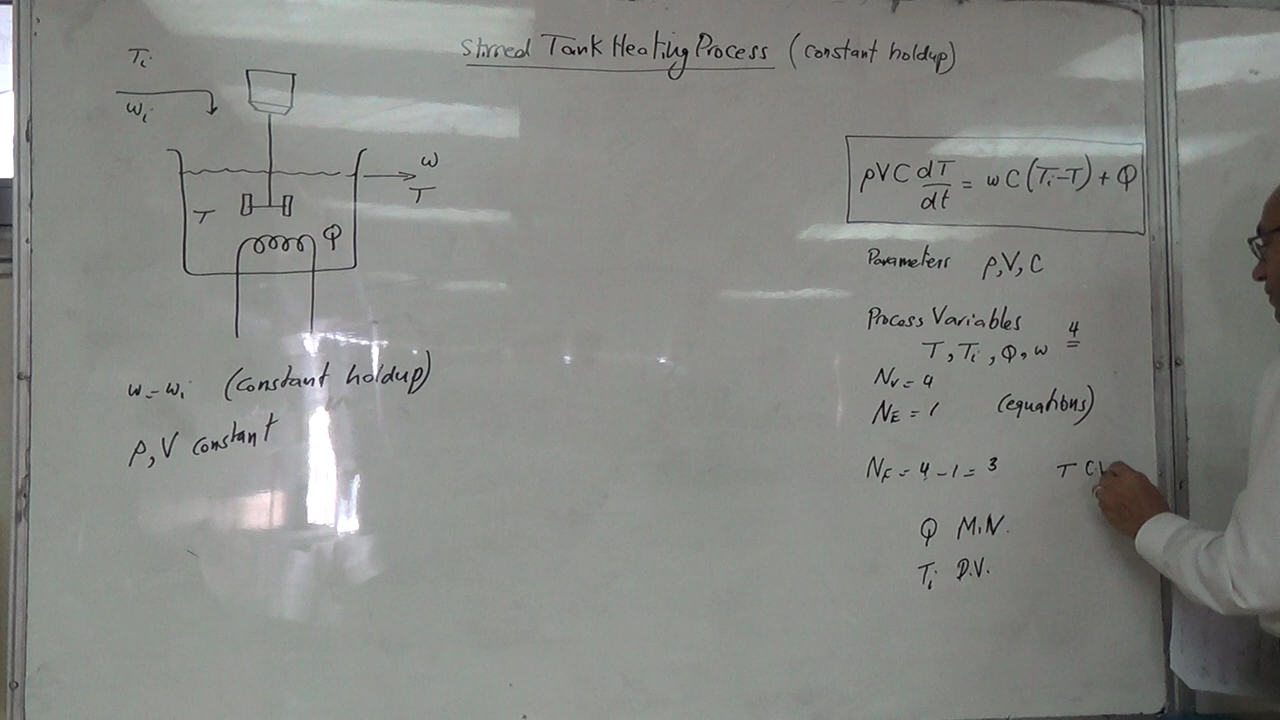 Stirred Tank Heating Process (constant holdup)
Ti
wi
w
T
T
Q
w = wi (constant holdup)
ρ, V constant
ρVC dT/dt = wC(Ti-T) + Q
Parameters ρ, V, C
Process Variables 4
T, Ti, Q, w
Nv = 4
NE = 1 (equations)
NF = 4 - 1 = 3 T C.V
Q M.V.
Ti D.V.